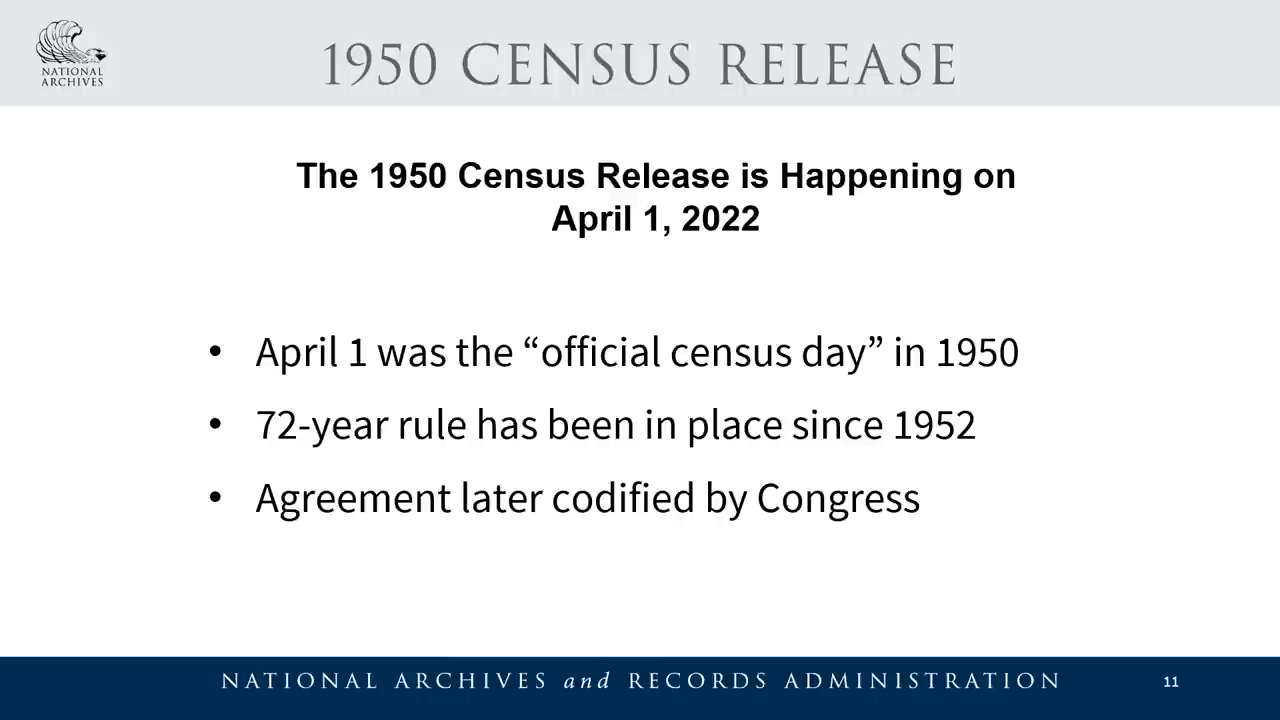 NATIONAL
ARCHIVES
1950 CENSUS RELEASE
The 1950 Census Release is Happening on
April 1, 2022
• April 1 was the “official census day” in 1950
• 72-year rule has been in place since 1952
• Agreement later codified by Congress
NATIONAL ARCHIVES and RECORDS ADMINISTRATION
11